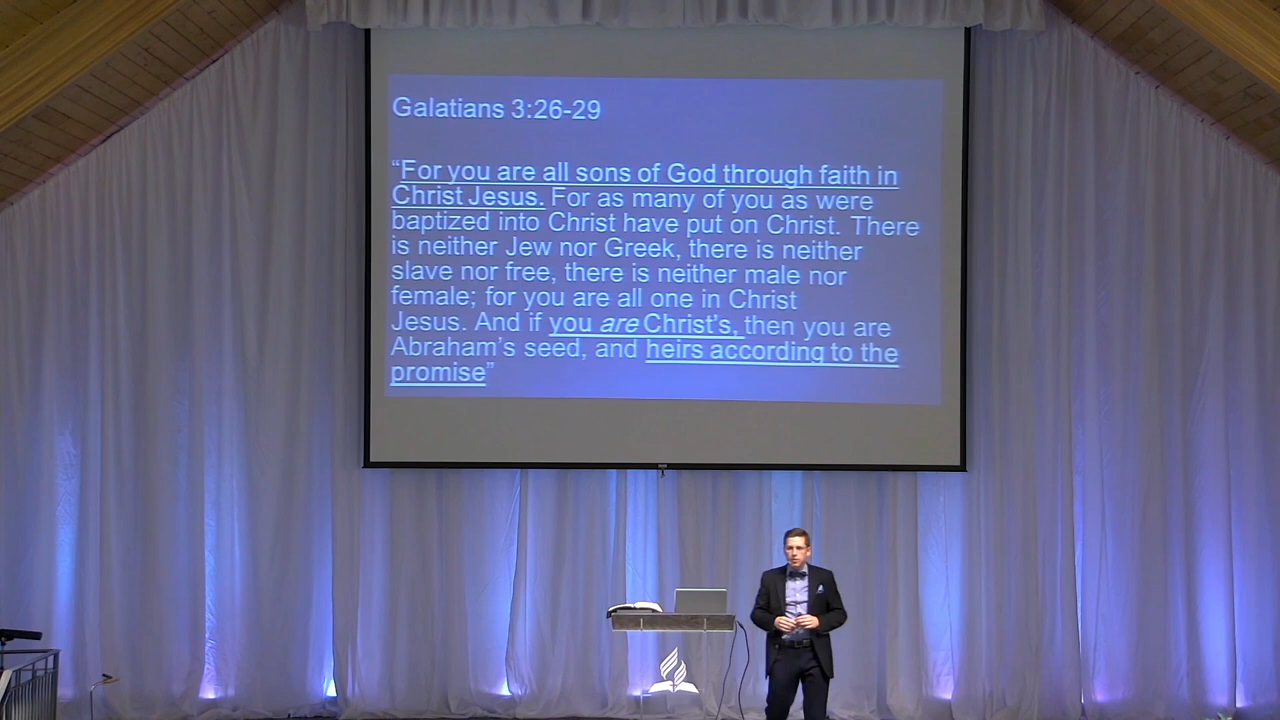 Galatians 3:26-29
“For you are all sons of God through faith in
Christ Jesus. For as many of you as were
baptized into Christ have put on Christ. There
is neither Jew nor Greek, there is neither
slave nor free, there is neither male nor
female; for you are all one in Christ
Jesus. And if you are Christ’s, then you are
Abraham’s seed, and heirs according to the
promise”